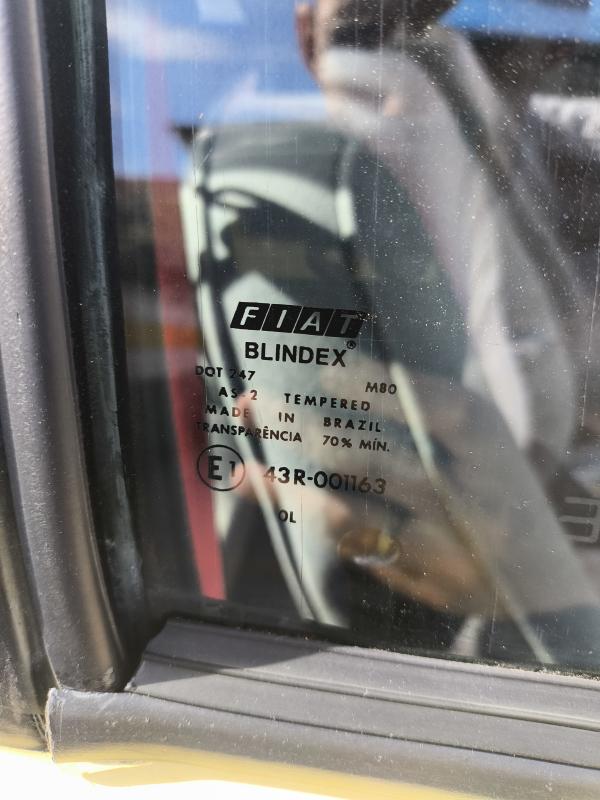 FIAT
BLINDEX®
DOT 247 M80
AS-2 TEMPERED
MADE IN BRAZIL
TRANSPARÊNCIA 70% MÍN.
E1 43R-001163
OL